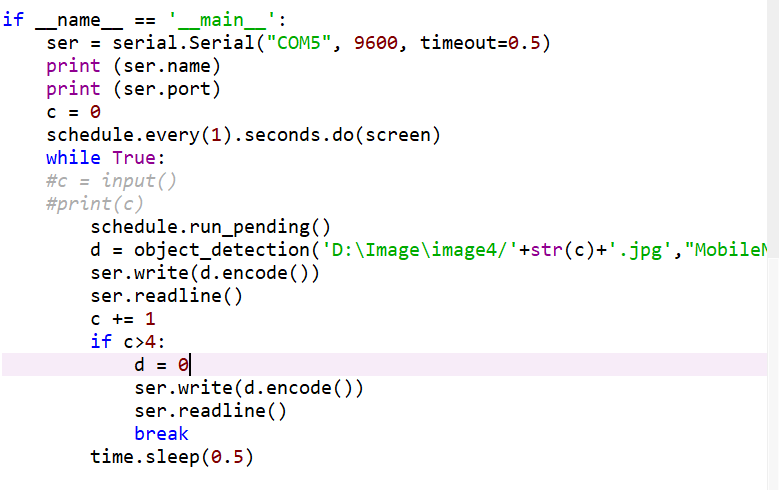 if __name__ == '__main__':
    ser = serial.Serial("COM5", 9600, timeout=0.5)
    print (ser.name)
    print (ser.port)
    c = 0
    schedule.every(1).seconds.do(screen)
    while True:
    #c = input()
    #print(c)
        schedule.run_pending()
        d = object_detection('D:\Image\image4/'+str(c)+'.jpg',"Mobile
        ser.write(d.encode())
        ser.readline()
        c += 1
        if c>4:
            d = 0
            ser.write(d.encode())
            ser.readline()
            break
        time.sleep(0.5)